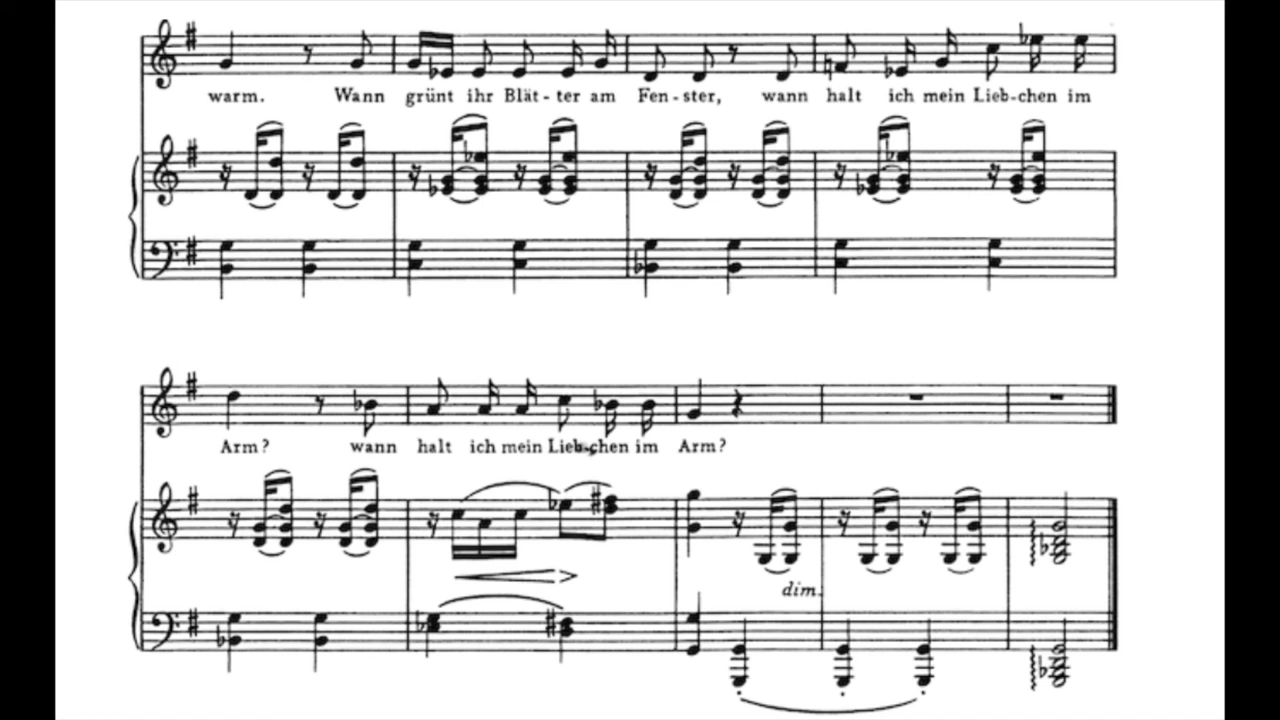 warm. Wann grünt ihr Blät-ter am Fen-ster, wann halt ich mein Lieb-chen im
Arm? wann halt ich mein Lieb-chen im Arm?
dim.